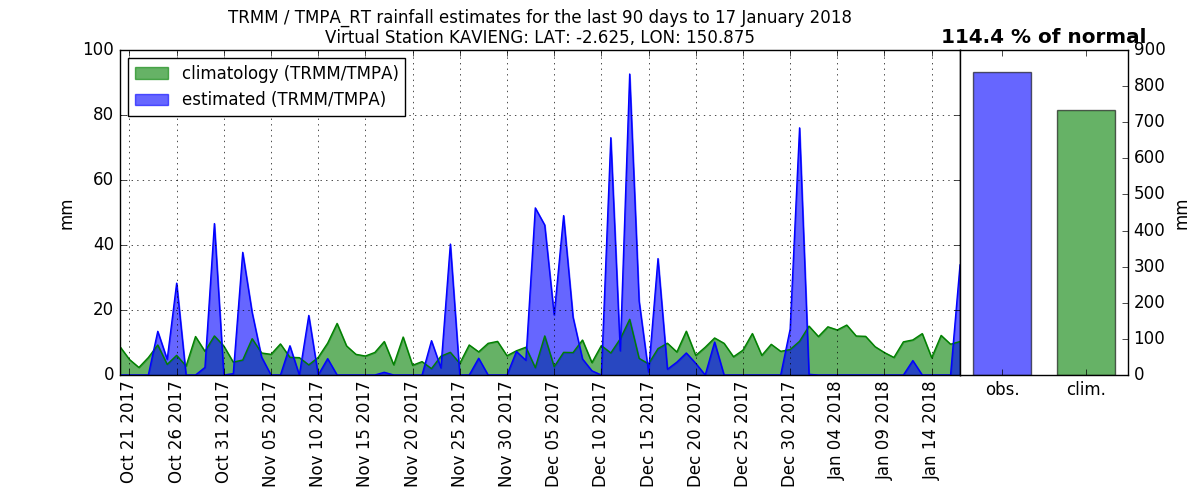 TRMM / TMPA_RT rainfall estimates for the last 90 days to 17 January 2018
Virtual Station KAVIENG: LAT: -2.625, LON: 150.875
114.4 % of normal
climatology (TRMM/TMPA)
estimated (TRMM/TMPA)
100
80
60
40
20
0
mm
Oct 21 2017
Oct 26 2017
Oct 31 2017
Nov 05 2017
Nov 10 2017
Nov 15 2017
Nov 20 2017
Nov 25 2017
Nov 30 2017
Dec 05 2017
Dec 10 2017
Dec 15 2017
Dec 20 2017
Dec 25 2017
Dec 30 2017
Jan 04 2018
Jan 09 2018
Jan 14 2018
900
800
700
600
500
400
300
200
100
0
mm
obs.
clim.